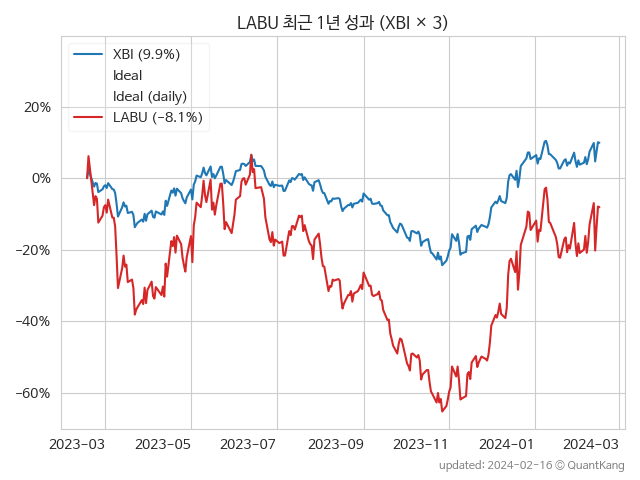 LABU 최근 1년 성과 (XBI × 3)
XBI (9.9%)
Ideal
Ideal (daily)
LABU (−8.1%)
20%
0%
−20%
−40%
−60%
2023-03 2023-05 2023-07 2023-09 2023-11 2024-01 2024-03
updated: 2024-02-16 © QuantKang